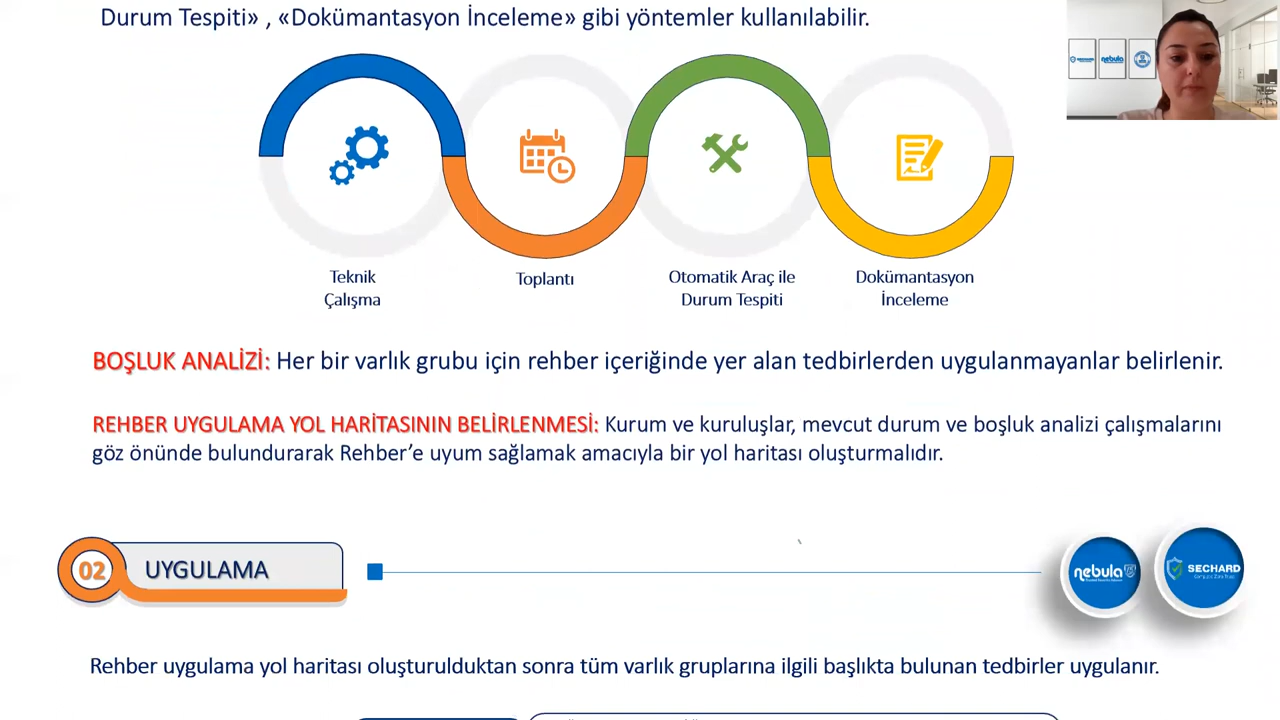 Durum Tespiti» , «Dokümantasyon İnceleme» gibi yöntemler kullanılabilir.
nebula
Teknik
Çalışma
Toplantı
Otomatik Araç ile
Durum Tespiti
Dokümantasyon
İnceleme
BOŞLUK ANALİZİ: Her bir varlık grubu için rehber içeriğinde yer alan tedbirlerden uygulanmayanlar belirlenir.
REHBER UYGULAMA YOL HARİTASININ BELİRLENMESİ: Kurum ve kuruluşlar, mevcut durum ve boşluk analizi çalışmalarını
göz önünde bulundurarak Rehber’e uyum sağlamak amacıyla bir yol haritası oluşturmalıdır.
02
UYGULAMA
nebula
SECHARD
Rehber uygulama yol haritası oluşturulduktan sonra tüm varlık gruplarına ilgili başlıkta bulunan tedbirler uygulanır.